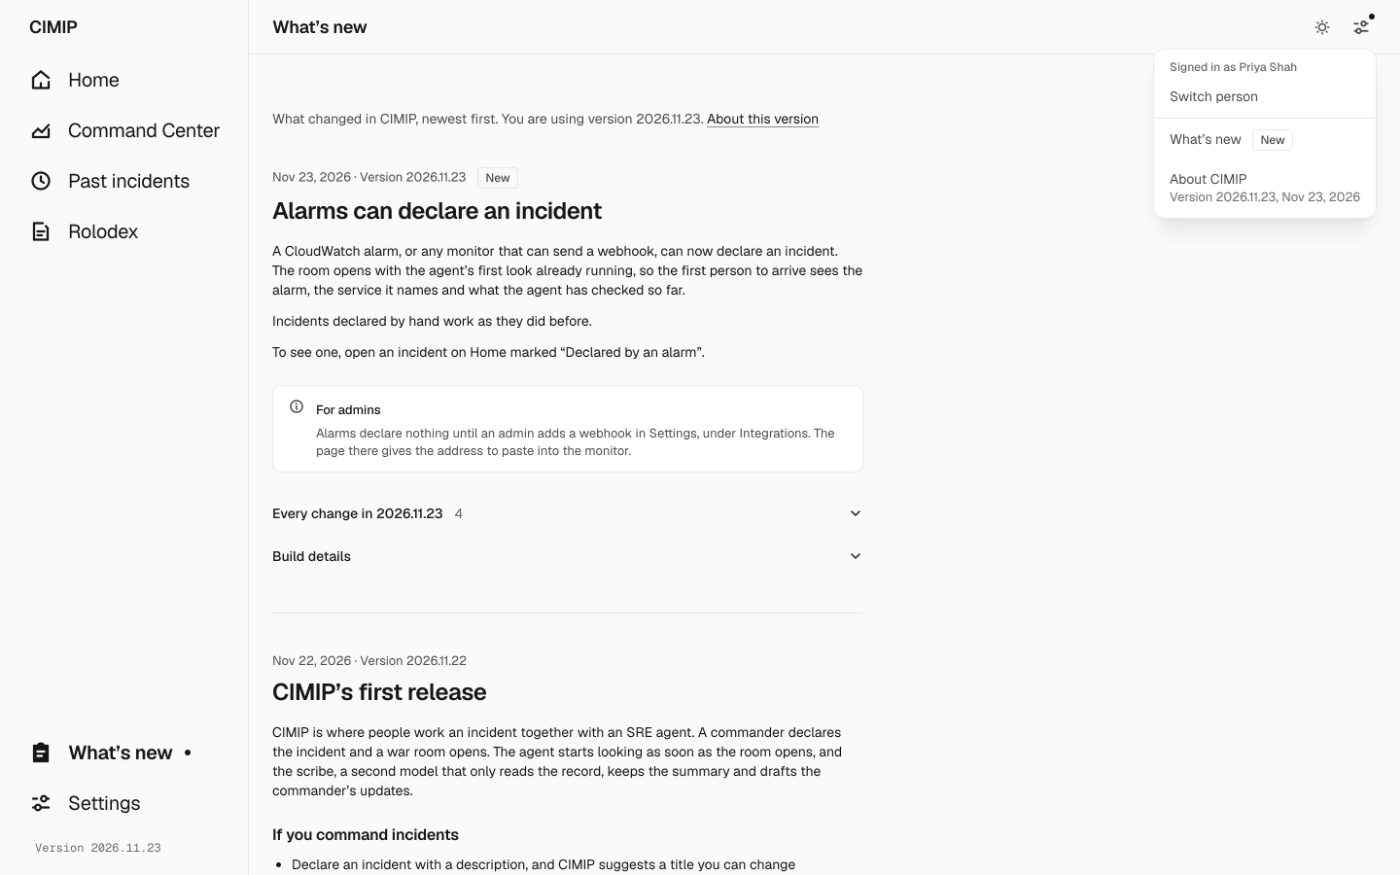 CIMIP
Home
Command Center
Past incidents
Rolodex
What’s new
Settings
Version 2026.11.23
What’s new
Signed in as Priya Shah
Switch person
What’s new New
About CIMIP
Version 2026.11.23, Nov 23, 2026
What changed in CIMIP, newest first. You are using version 2026.11.23. About this version
Nov 23, 2026 · Version 2026.11.23 New
Alarms can declare an incident
A CloudWatch alarm, or any monitor that can send a webhook, can now declare an incident.
The room opens with the agent’s first look already running, so the first person to arrive sees the
alarm, the service it names and what the agent has checked so far.
Incidents declared by hand work as they did before.
To see one, open an incident on Home marked “Declared by an alarm”.
For admins
Alarms declare nothing until an admin adds a webhook in Settings, under Integrations. The
page there gives the address to paste into the monitor.
Every change in 2026.11.23 4
Build details
Nov 22, 2026 · Version 2026.11.22
CIMIP’s first release
CIMIP is where people work an incident together with an SRE agent. A commander declares
the incident and a war room opens. The agent starts looking as soon as the room opens, and
the scribe, a second model that only reads the record, keeps the summary and drafts the
commander’s updates.
If you command incidents
• Declare an incident with a description, and CIMIP suggests a title you can change